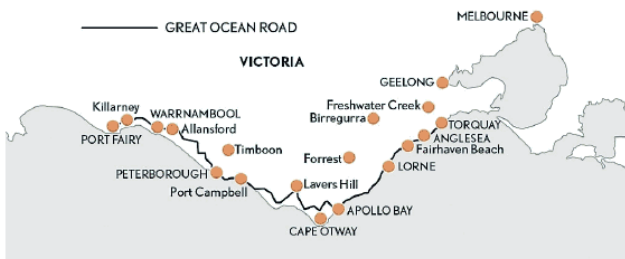 MELBOURNE
GREAT OCEAN ROAD
VICTORIA
GEELONG
Killarney
Freshwater Creek
WARRNAMBOOL
Birregurra
TORQUAY
Allansford
PORT FAIRY
ANGLESEA
Timboon
Fairhaven Beach
Forrest
LORNE
PETERBOROUGH
Lavers Hill
Port Campbell
APOLLO BAY
CAPE OTWAY